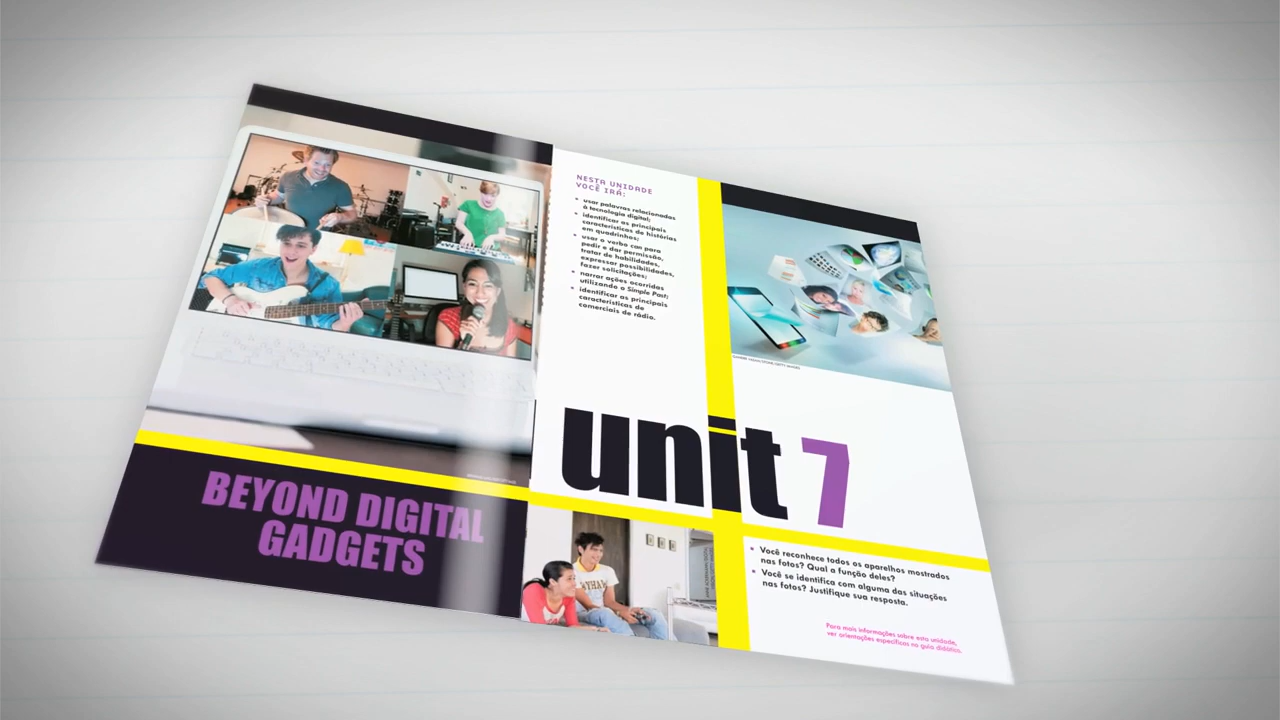 BEYOND DIGITAL
GADGETS
NESTA UNIDADE
VOCÊ IRÁ:
• usar palavras relacionadas
à tecnologia digital;
• identificar as principais
características de histórias
em quadrinhos;
• usar o verbo can para
pedir e dar permissão,
tratar de habilidades,
expressar possibilidades,
fazer solicitações;
• narrar ações ocorridas
utilizando o Simple Past;
• identificar as principais
características de
comerciais de rádio.
unit 7
• Você reconhece todos os aparelhos mostrados
nas fotos? Qual a função deles?
• Você se identifica com alguma das situações
nas fotos? Justifique sua resposta.
Para mais informações sobre esta unidade,
ver orientações específicas no guia didático.